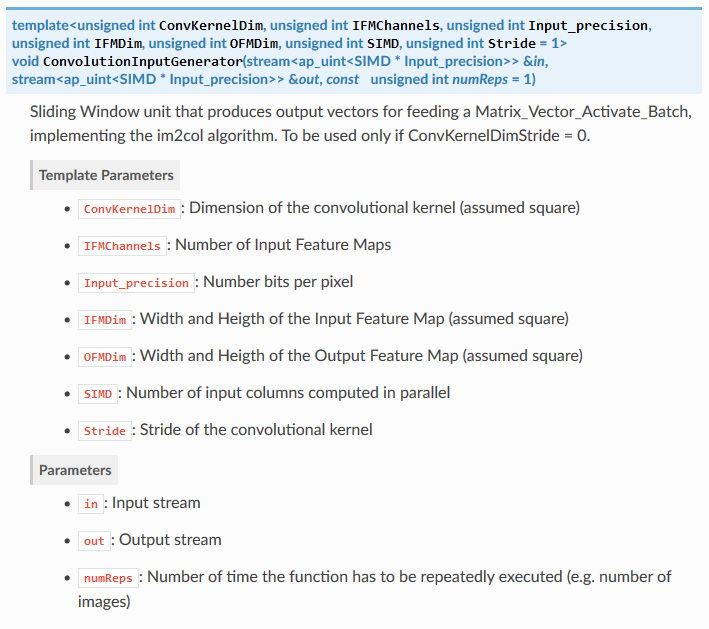 template<unsigned int ConvKernelDim, unsigned int IFMChannels, unsigned int Input_precision,
unsigned int IFMDim, unsigned int OFMDim, unsigned int SIMD, unsigned int Stride = 1>
void ConvolutionInputGenerator(stream<ap_uint<SIMD * Input_precision>> &in,
stream<ap_uint<SIMD * Input_precision>> &out, const unsigned int numReps = 1)
Sliding Window unit that produces output vectors for feeding a Matrix_Vector_Activate_Batch,
implementing the im2col algorithm. To be used only if ConvKernelDimStride = 0.
Template Parameters
• ConvKernelDim: Dimension of the convolutional kernel (assumed square)
• IFMChannels: Number of Input Feature Maps
• Input_precision: Number bits per pixel
• IFMDim: Width and Heigth of the Input Feature Map (assumed square)
• OFMDim: Width and Heigth of the Output Feature Map (assumed square)
• SIMD: Number of input columns computed in parallel
• Stride: Stride of the convolutional kernel
Parameters
• in: Input stream
• out: Output stream
• numReps: Number of time the function has to be repeatedly executed (e.g. number of
images)